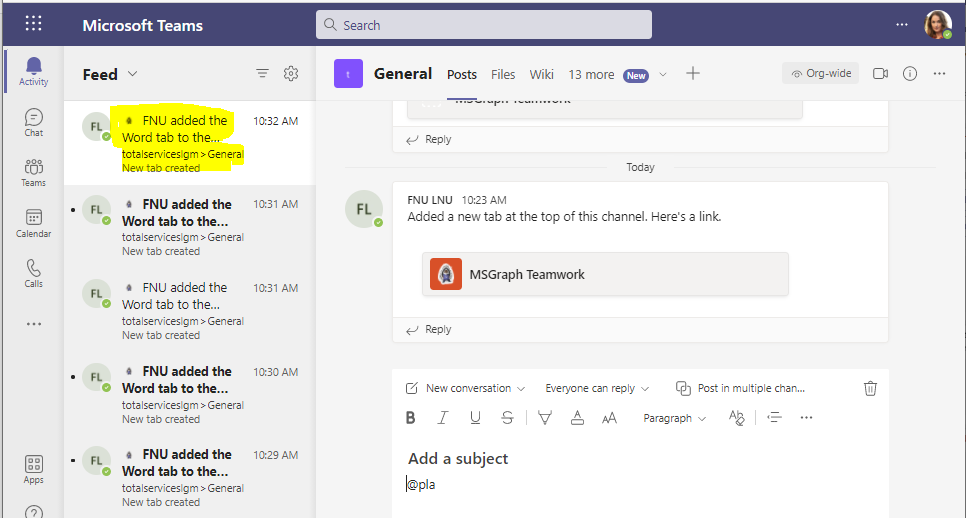 Microsoft Teams
Search
Activity
Chat
Teams
Calendar
Calls
Apps
Feed
FL
FNU added the
Word tab to the...
10:32 AM
totalserviceslgm > General
New tab created
FL
FNU added the
Word tab to the...
10:31 AM
totalserviceslgm > General
New tab created
FL
FNU added the
Word tab to the...
10:31 AM
totalserviceslgm > General
New tab created
FL
FNU added the
Word tab to the...
10:30 AM
totalserviceslgm > General
New tab created
FL
FNU added the
Word tab to the...
10:29 AM
totalserviceslgm > General
New tab created
t
General
Posts
Files
Wiki
13 more
New
Org-wide
MSGraph Teamwork
Reply
Today
FL
FNU LNU 10:23 AM
Added a new tab at the top of this channel. Here's a link.
MSGraph Teamwork
Reply
New conversation
Everyone can reply
Post in multiple chan...
B I U S
AA
Paragraph
Add a subject
@pla